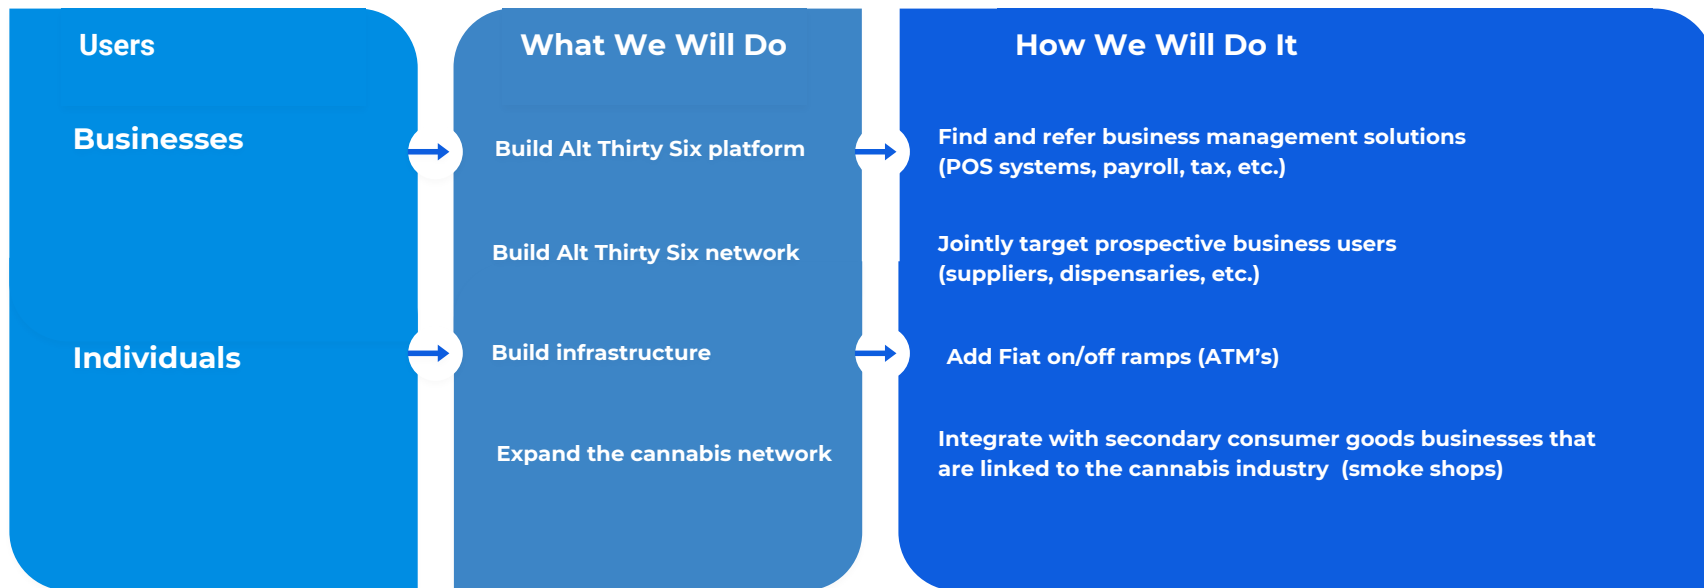 Users
What We Will Do
How We Will Do It
Businesses
Build Alt Thirty Six platform
Find and refer business management solutions
(POS systems, payroll, tax, etc.)
Build Alt Thirty Six network
Jointly target prospective business users
(suppliers, dispensaries, etc.)
Individuals
Build infrastructure
Add Fiat on/off ramps (ATM’s)
Expand the cannabis network
Integrate with secondary consumer goods businesses that
are linked to the cannabis industry  (smoke shops)